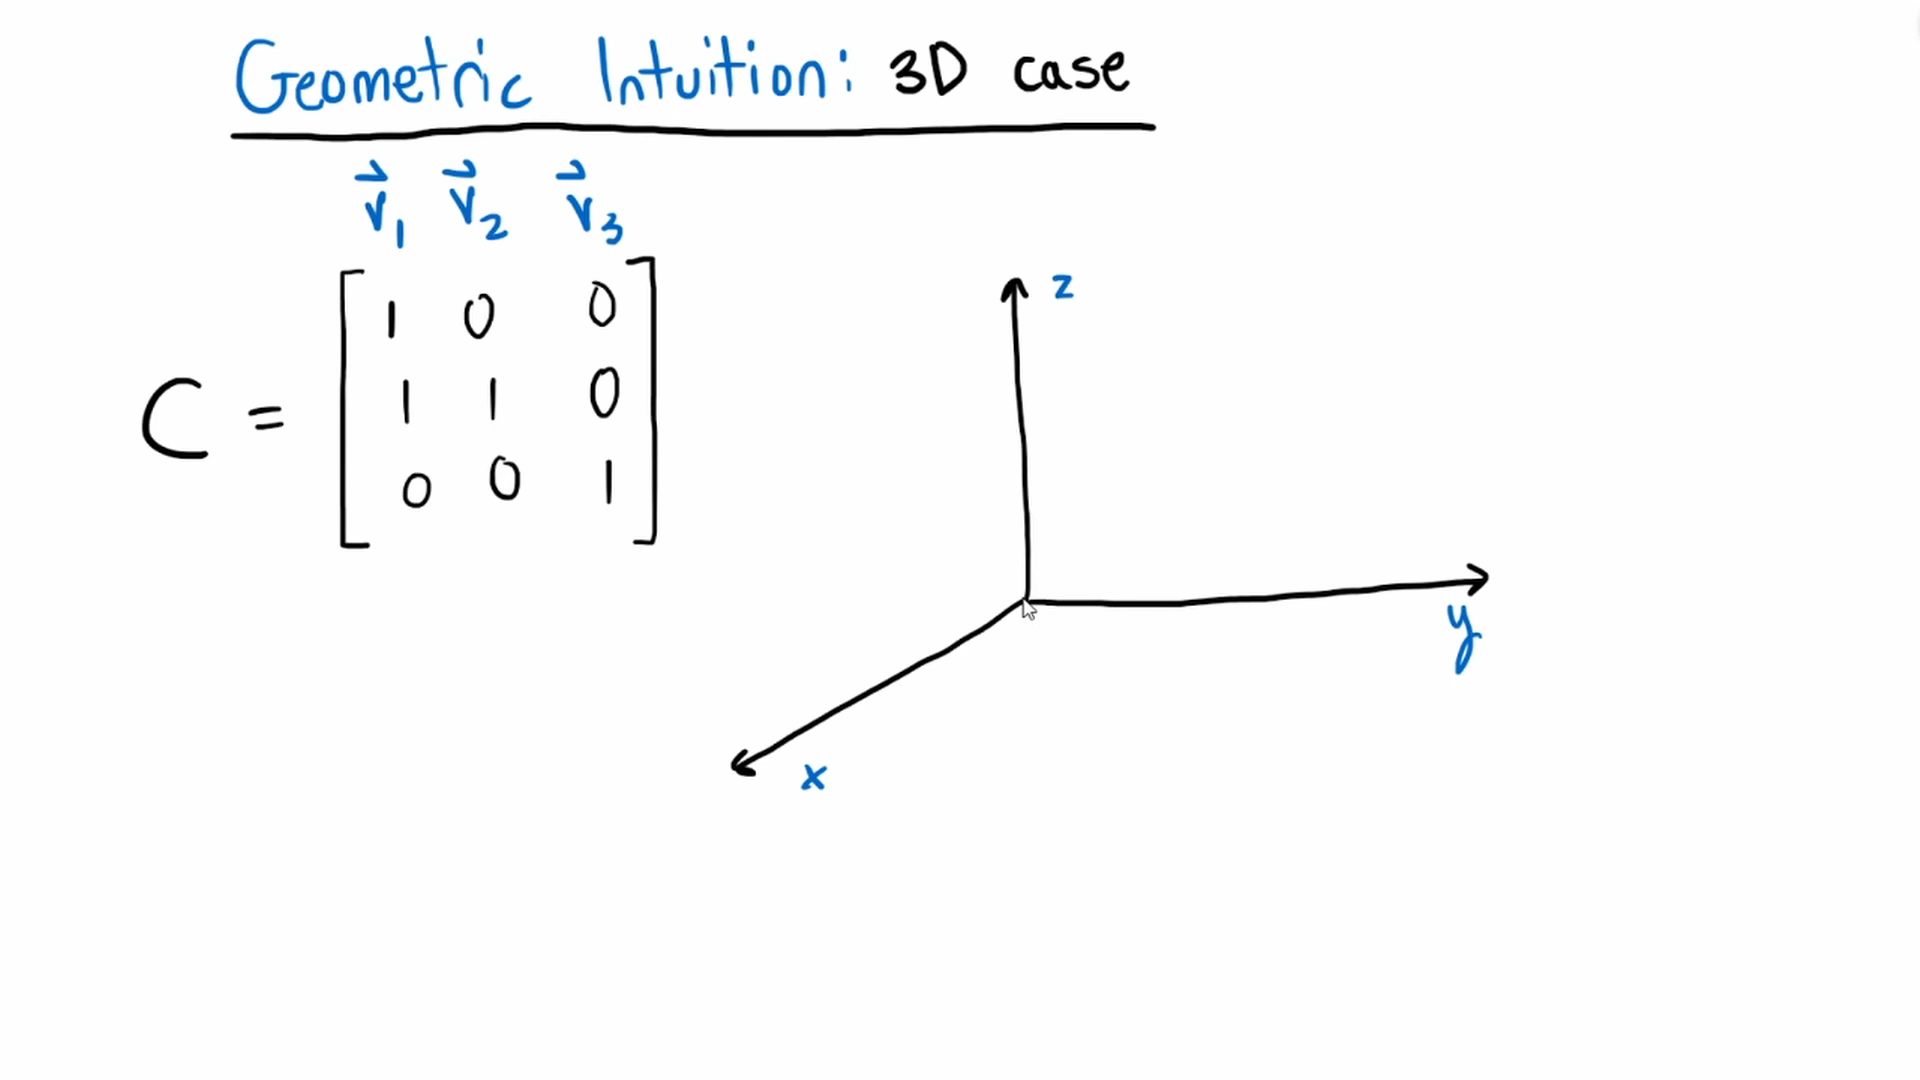 Geometric Intuition: 3D case
v⃗1 v⃗2 v⃗3
1 0 0
C = 1 1 0
0 0 1
z
y
x